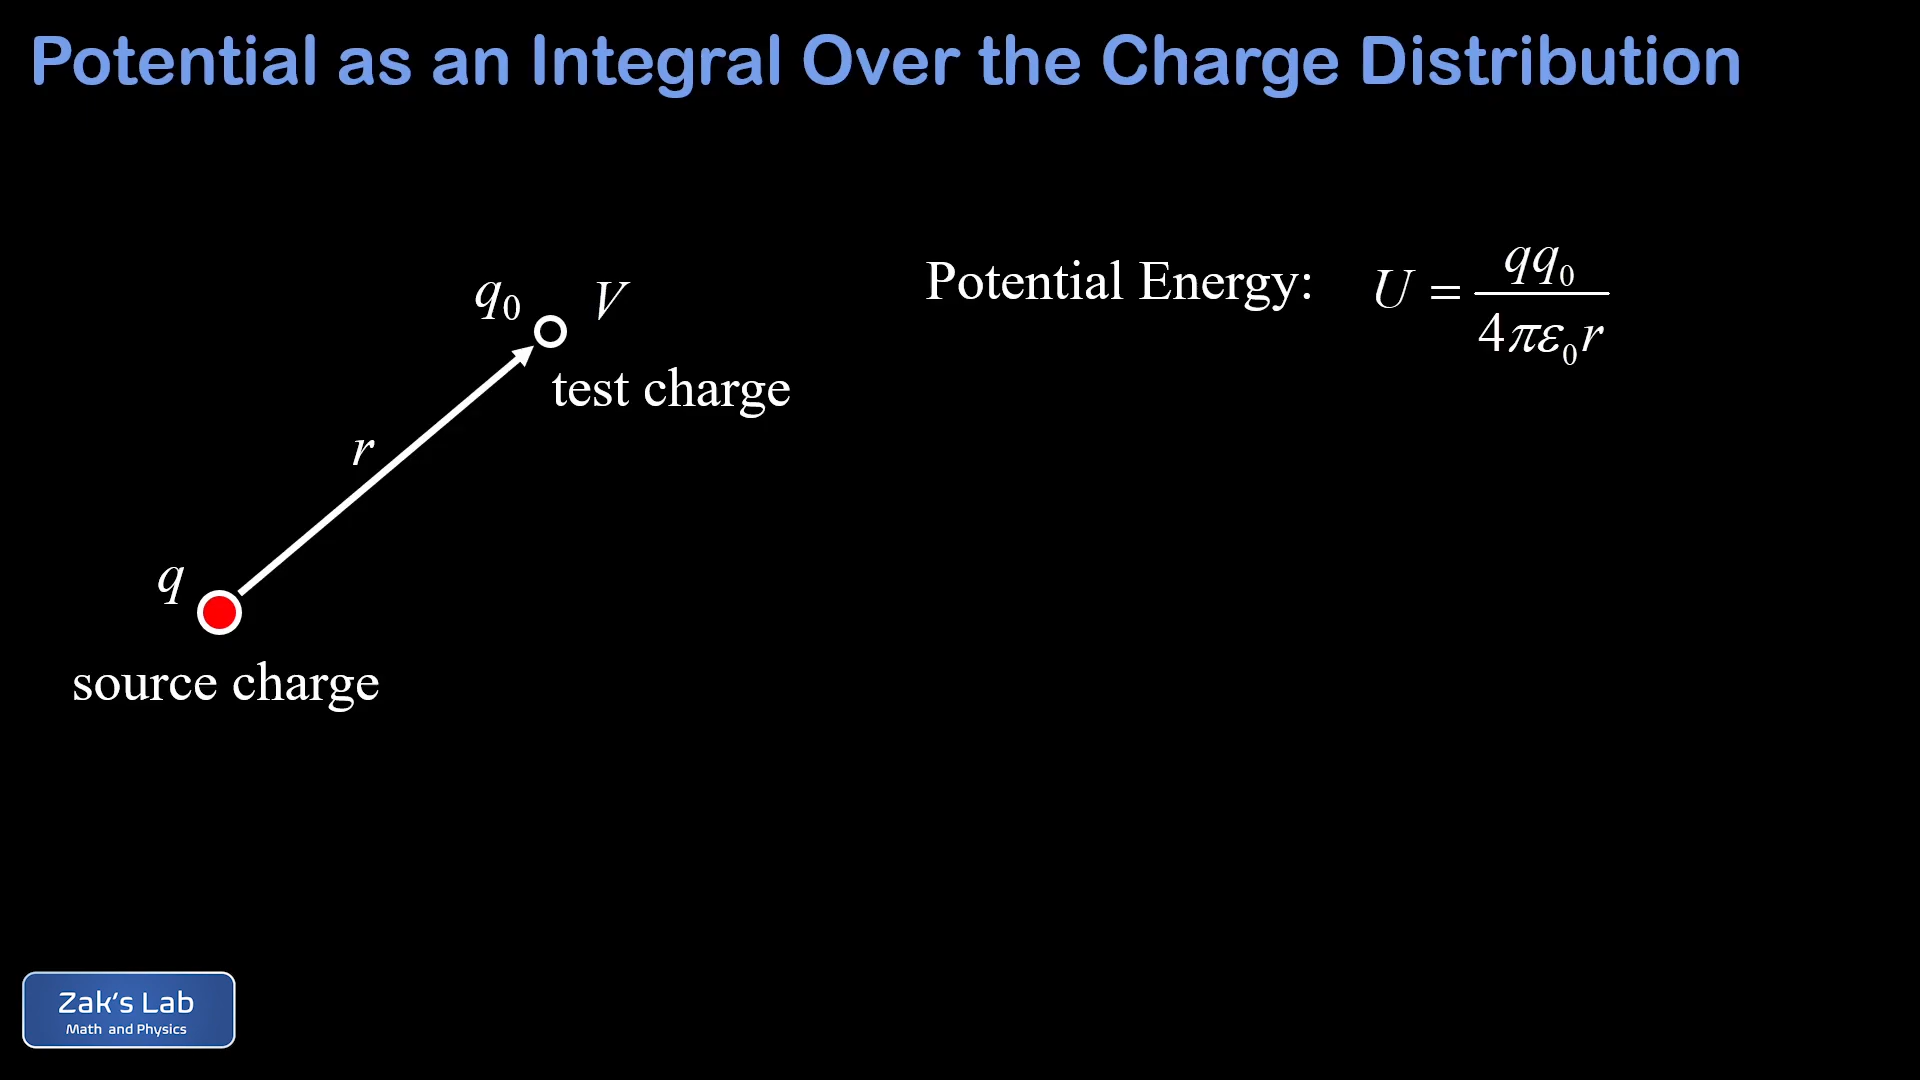 Potential as an Integral Over the Charge Distribution
q₀ V
test charge
r
q
source charge
Potential Energy: U = qq₀ / 4πε₀r
Zak's Lab
Math and Physics